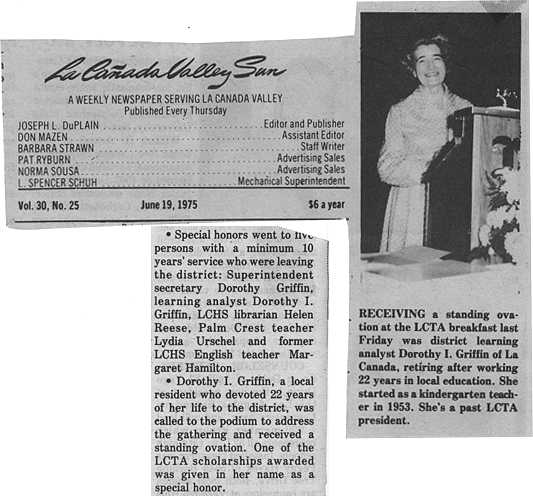 La Cañada Valley Sun
A WEEKLY NEWSPAPER SERVING LA CANADA VALLEY
Published Every Thursday
JOSEPH L. DuPLAIN . . . . . . . . . . . . . . . . . . . . . . Editor and Publisher
DON MAZEN . . . . . . . . . . . . . . . . . . . . . . Assistant Editor
BARBARA STRAWN . . . . . . . . . . . . . . . . . . . . . . Staff Writer
PAT RYBURN . . . . . . . . . . . . . . . . . . . . . . Advertising Sales
NORMA SOUSA . . . . . . . . . . . . . . . . . . . . . . Advertising Sales
L. SPENCER SCHUH . . . . . . . . . . . . . . . . . . Mechanical Superintendent
Vol. 30, No. 25 June 19, 1975 $6 a year
• Special honors went to five
persons with a minimum 10
years' service who were leaving
the district: Superintendent
secretary Dorothy Griffin,
learning analyst Dorothy I.
Griffin, LCHS librarian Helen
Reese, Palm Crest teacher
Lydia Urschel and former
LCHS English teacher Mar-
garet Hamilton.
• Dorothy I. Griffin, a local
resident who devoted 22 years
of her life to the district, was
called to the podium to address
the gathering and received a
standing ovation. One of the
LCTA scholarships awarded
was given in her name as a
special honor.
RECEIVING a standing ova-
tion at the LCTA breakfast last
Friday was district learning
analyst Dorothy I. Griffin of La
Canada, retiring after working
22 years in local education. She
started as a kindergarten teach-
er in 1953. She's a past LCTA
president.